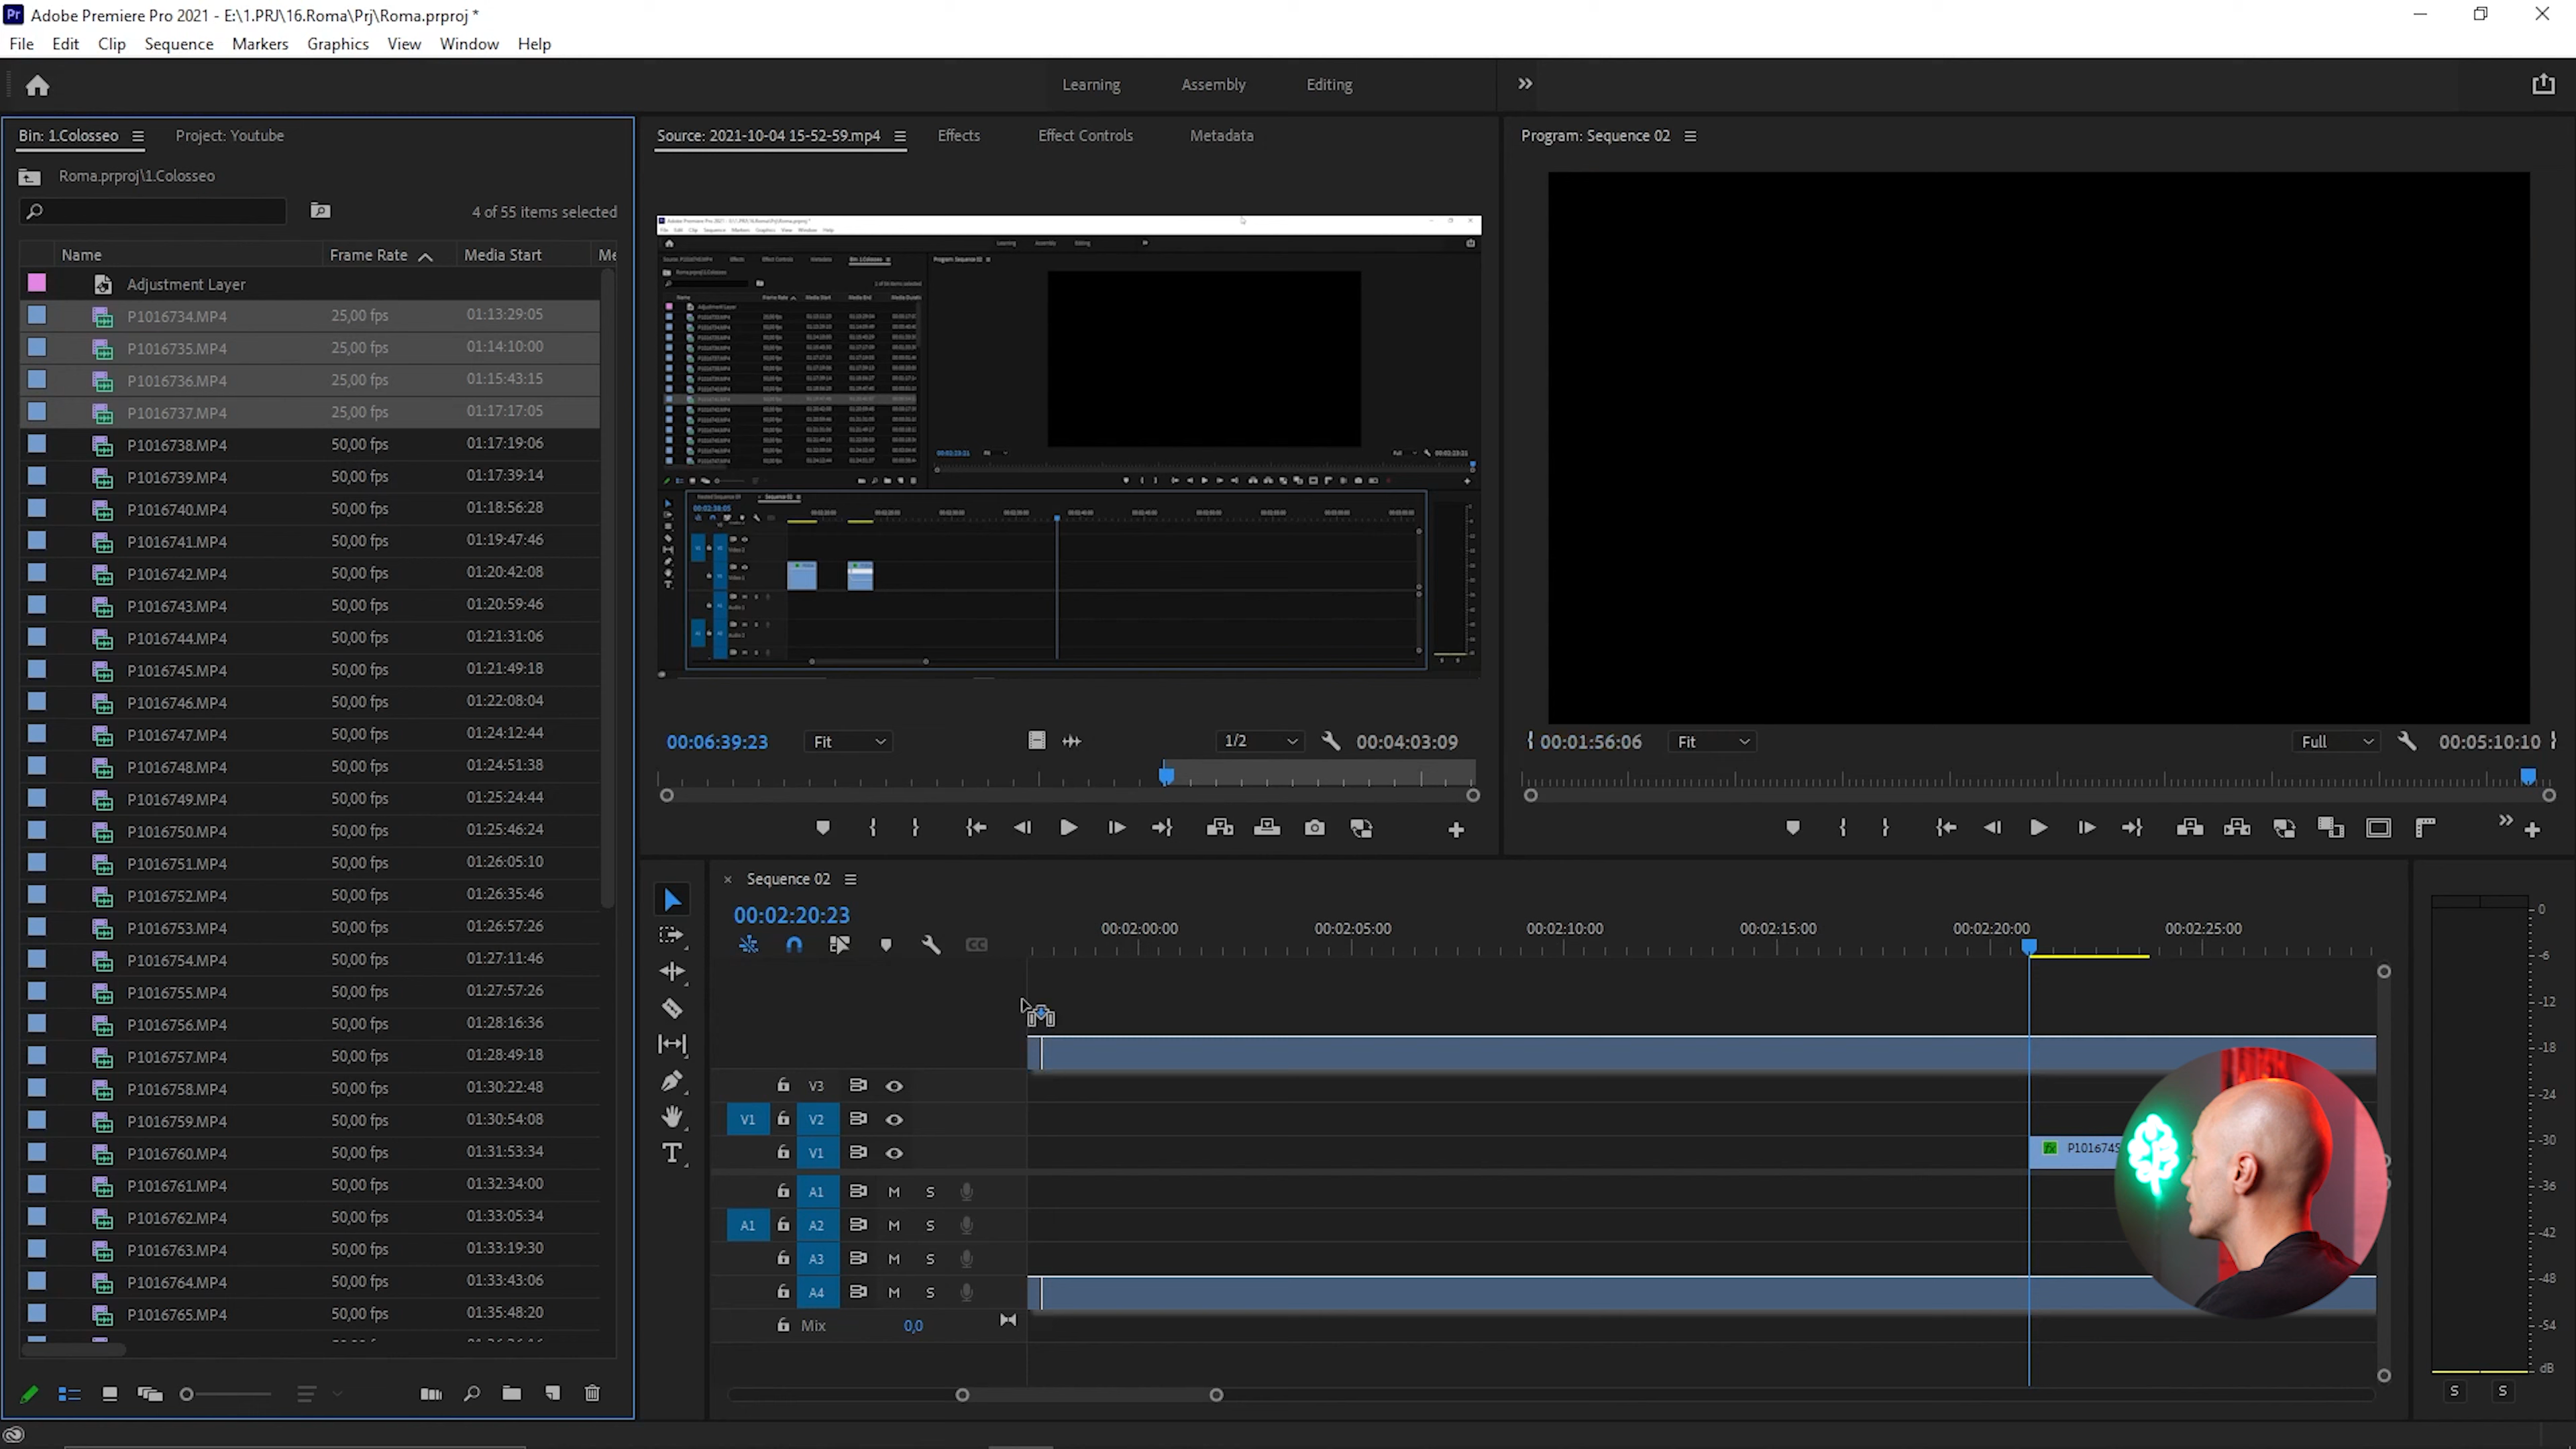 Adobe Premiere Pro 2021 - E:\1.PRJ\16.Roma\Prj\Roma.prproj *
File Edit Clip Sequence Markers Graphics View Window Help
Learning Assembly Editing
Bin: 1.Colosseo Project: Youtube
Roma.prproj\1.Colosseo
4 of 55 items selected
Name Frame Rate Media Start Me
Adjustment Layer
P1016734.MP4 25,00 fps 01:13:29:05
P1016735.MP4 25,00 fps 01:14:10:00
P1016736.MP4 25,00 fps 01:15:43:15
P1016737.MP4 25,00 fps 01:17:17:05
P1016738.MP4 50,00 fps 01:17:19:06
P1016739.MP4 50,00 fps 01:17:39:14
P1016740.MP4 50,00 fps 01:18:56:28
P1016741.MP4 50,00 fps 01:19:47:46
P1016742.MP4 50,00 fps 01:20:42:08
P1016743.MP4 50,00 fps 01:20:59:46
P1016744.MP4 50,00 fps 01:21:31:06
P1016745.MP4 50,00 fps 01:21:49:18
P1016746.MP4 50,00 fps 01:22:08:04
P1016747.MP4 50,00 fps 01:24:12:44
P1016748.MP4 50,00 fps 01:24:51:38
P1016749.MP4 50,00 fps 01:25:24:44
P1016750.MP4 50,00 fps 01:25:46:24
P1016751.MP4 50,00 fps 01:26:05:10
P1016752.MP4 50,00 fps 01:26:35:46
P1016753.MP4 50,00 fps 01:26:57:26
P1016754.MP4 50,00 fps 01:27:11:46
P1016755.MP4 50,00 fps 01:27:57:26
P1016756.MP4 50,00 fps 01:28:16:36
P1016757.MP4 50,00 fps 01:28:49:18
P1016758.MP4 50,00 fps 01:30:22:48
P1016759.MP4 50,00 fps 01:30:54:08
P1016760.MP4 50,00 fps 01:31:53:34
P1016761.MP4 50,00 fps 01:32:34:00
P1016762.MP4 50,00 fps 01:33:05:34
P1016763.MP4 50,00 fps 01:33:19:30
P1016764.MP4 50,00 fps 01:33:43:06
P1016765.MP4 50,00 fps 01:35:48:20
Source: 2021-10-04 15-52-59.mp4 Effects Effect Controls Metadata
00:06:39:23 Fit 1/2 00:04:03:09
Program: Sequence 02
00:01:56:06 Fit Full 00:05:10:10
Sequence 02
00:02:20:23
00:02:00:00 00:02:05:00 00:02:10:00 00:02:15:00 00:02:20:00 00:02:25:00
V3
V1 V2
V1
P1016745
A1 M S
A1 A2 M S
A3 M S
A4 M S
Mix 0,0
0
-6
-12
-18
-24
-30
-36
-42
-48
-54
dB
S S